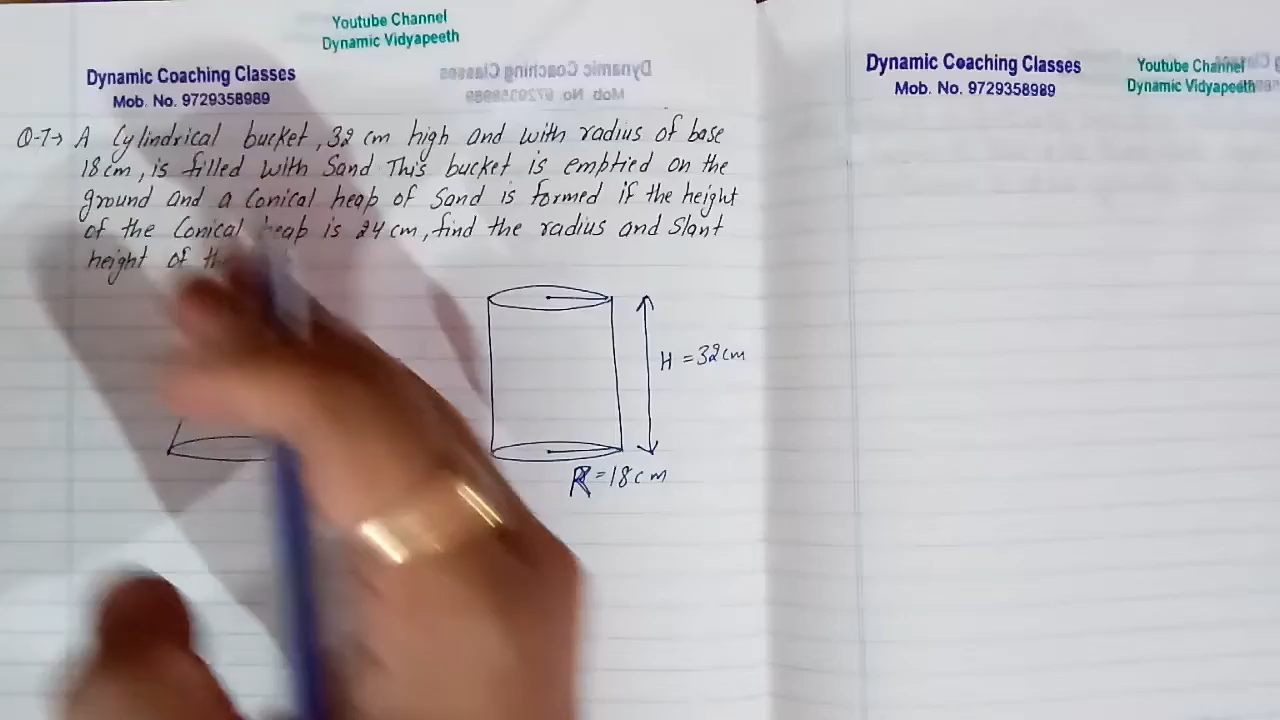 Youtube Channel
Dynamic Vidyapeeth
Dynamic Coaching Classes
Mob. No. 9729358989
Q-7→ A Cylindrical bucket, 32 cm high and with radius of base
18 cm, is filled with Sand This bucket is emptied on the
ground and a Conical heap of Sand is formed if the height
of the Conical heap is 24 cm, find the radius and Slant
height of
H = 32 cm
R = 18 cm
Dynamic Coaching Classes
Mob. No. 9729358989
Youtube Channel
Dynamic Vidyapeeth